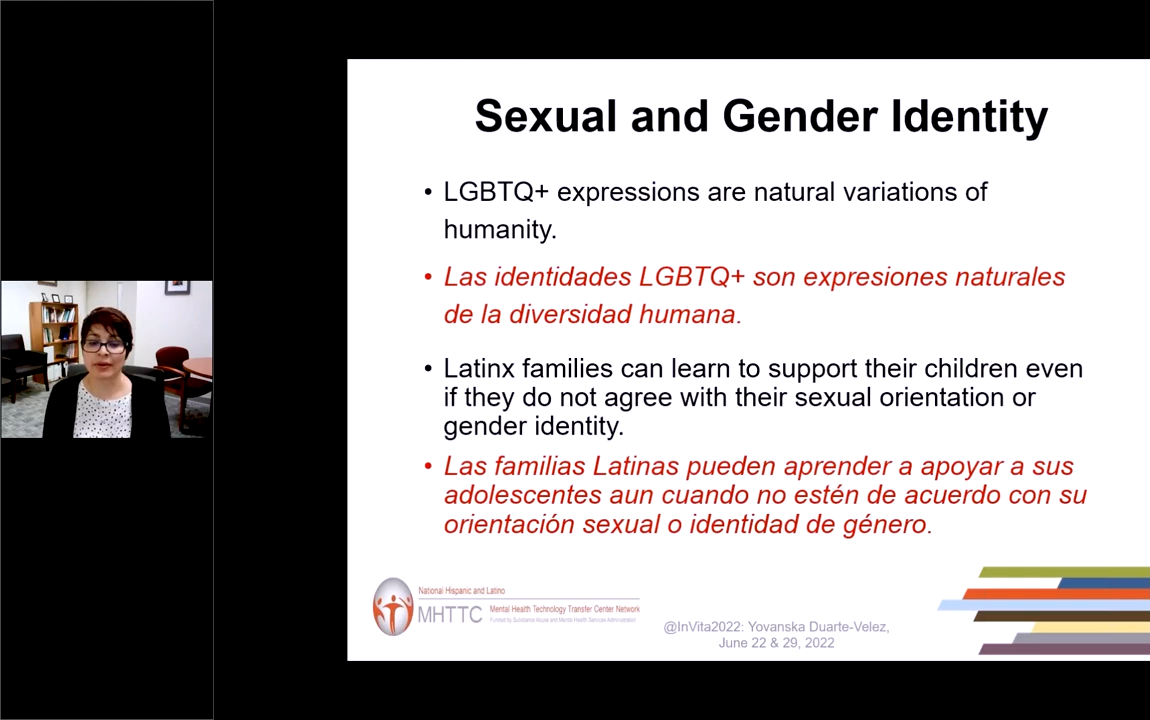 Sexual and Gender Identity
• LGBTQ+ expressions are natural variations of
humanity.
• Las identidades LGBTQ+ son expresiones naturales
de la diversidad humana.
• Latinx families can learn to support their children even
if they do not agree with their sexual orientation or
gender identity.
• Las familias Latinas pueden aprender a apoyar a sus
adolescentes aun cuando no estén de acuerdo con su
orientación sexual o identidad de género.
National Hispanic and Latino
MHTTC Mental Health Technology Transfer Center Network
Funded by Substance Abuse and Mental Health Services Administration
@InVita2022: Yovanska Duarte-Velez,
June 22 & 29, 2022